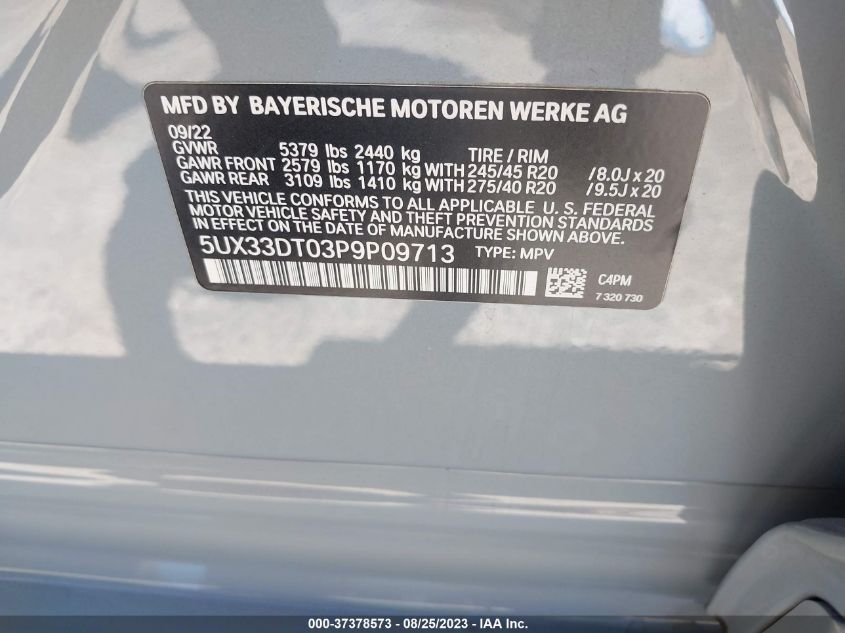 MFD BY BAYERISCHE MOTOREN WERKE AG
09/22
GVWR 5379 lbs 2440 kg TIRE / RIM
GAWR FRONT 2579 lbs 1170 kg WITH 245/45 R20 /8.0J x 20
GAWR REAR 3109 lbs 1410 kg WITH 275/40 R20 /9.5J x 20
THIS VEHICLE CONFORMS TO ALL APPLICABLE U. S. FEDERAL
MOTOR VEHICLE SAFETY AND THEFT PREVENTION STANDARDS
IN EFFECT ON THE DATE OF MANUFACTURE SHOWN ABOVE.
5UX33DT03P9P09713 TYPE: MPV
C4PM
7 320 730
000-37378573 - 08/25/2023 - IAA Inc.